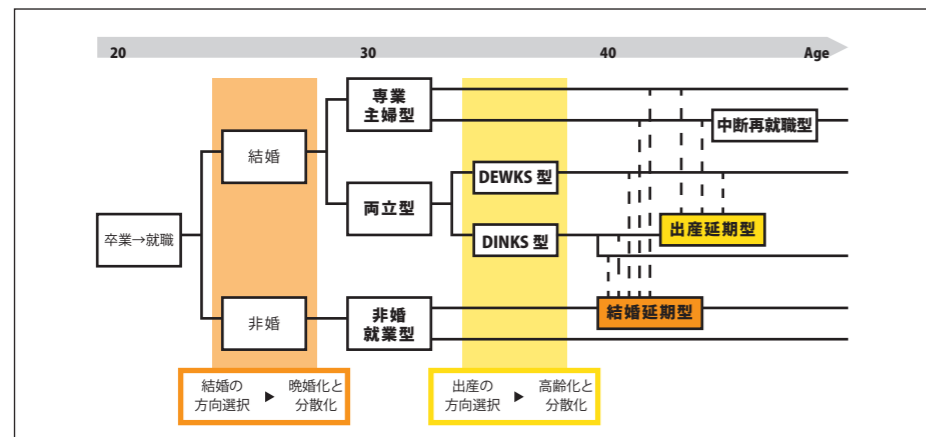 20 30 40 Age
専業
主婦型
中断再就職型
結婚
DEWKS 型
両立型
出産延期型
卒業→就職
DINKS 型
非婚
非婚
就業型
結婚延期型
結婚の
方向選択
▶
晩婚化と
分散化
出産の
方向選択
▶
高齢化と
分散化